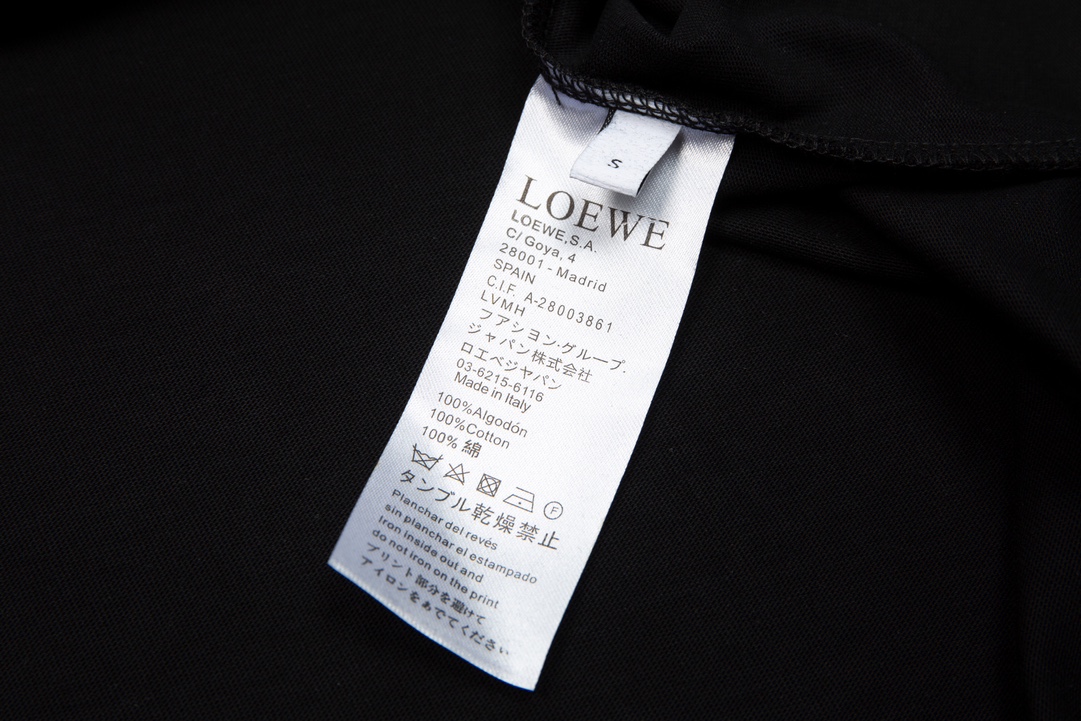 S
LOEWE
LOEWE,S.A.
C/ Goya, 4
28001 - Madrid
SPAIN
C.I.F. A-28003861
LVMH
フアシヨン·グループ.
ジャパン株式会社
ロエベジヤパン
03-6215-6116
Made in Italy
100%Algodón
100%Cotton
100% 綿
F
タンブル乾燥禁止
Planchar del revés
sin planchar el estampado
Iron inside out and
do not iron on the print
プリント部分を避けて
アイロンをあててください